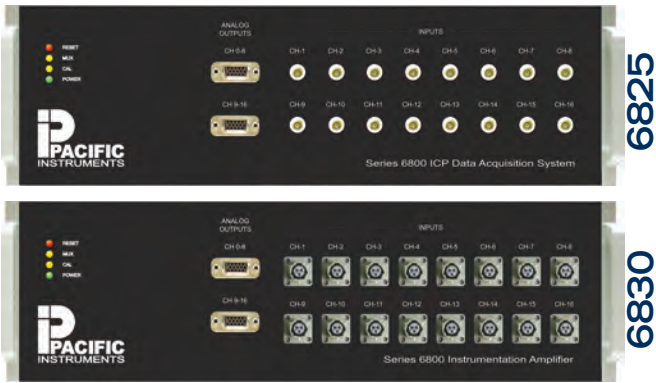 ANALOG
OUTPUTS
INPUTS
CH 0-8 CH-1 CH-2 CH-3 CH-4 CH-5 CH-6 CH-7 CH-8
RESET
MUX
CAL
POWER
CH 9-16 CH-9 CH-10 CH-11 CH-12 CH-13 CH-14 CH-15 CH-16
PACIFIC
INSTRUMENTS
Series 6800 ICP Data Acquisition System
6825
ANALOG
OUTPUTS
INPUTS
CH 0-8 CH-1 CH-2 CH-3 CH-4 CH-5 CH-6 CH-7 CH-8
RESET
MUX
CAL
POWER
CH 9-16 CH-9 CH-10 CH-11 CH-12 CH-13 CH-14 CH-15 CH-16
PACIFIC
INSTRUMENTS
Series 6800 Instrumentation Amplifier
6830